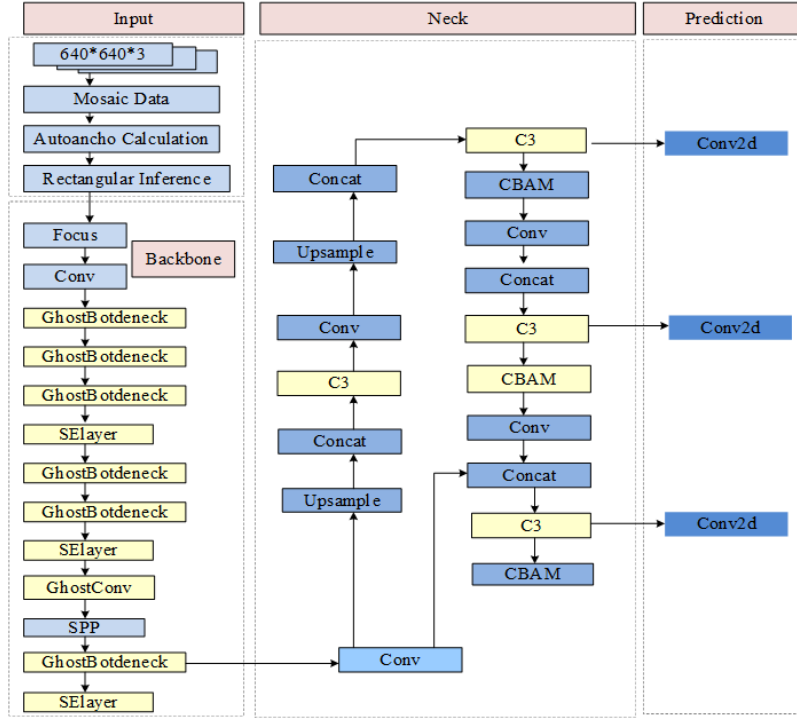 Input
Neck
Prediction
640*640*3
Mosaic Data
Autoancho Calculation
Rectangular Inference
Focus
Backbone
Conv
GhostBotdeneck
GhostBotdeneck
GhostBotdeneck
SElayer
GhostBotdeneck
GhostBotdeneck
SElayer
GhostConv
SPP
GhostBotdeneck
SElayer
Concat
Upsample
Conv
C3
Concat
Upsample
Conv
C3
CBAM
Conv
Concat
C3
CBAM
Conv
Concat
C3
CBAM
Conv2d
Conv2d
Conv2d